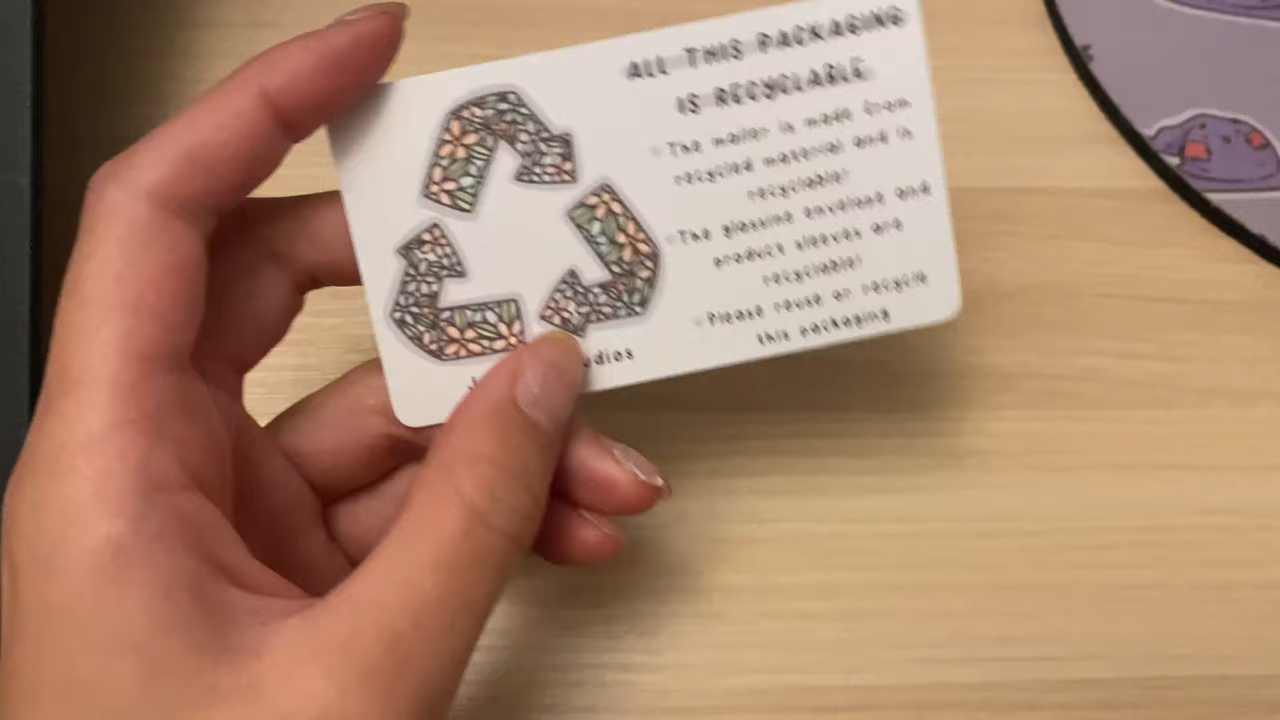 ALL THIS PACKAGING
IS RECYCLABLE
The mailer is made from
recycled material and is
recyclable!
The glassine envelope and
product sleeves are
recyclable!
Please reuse or recycle
this packaging